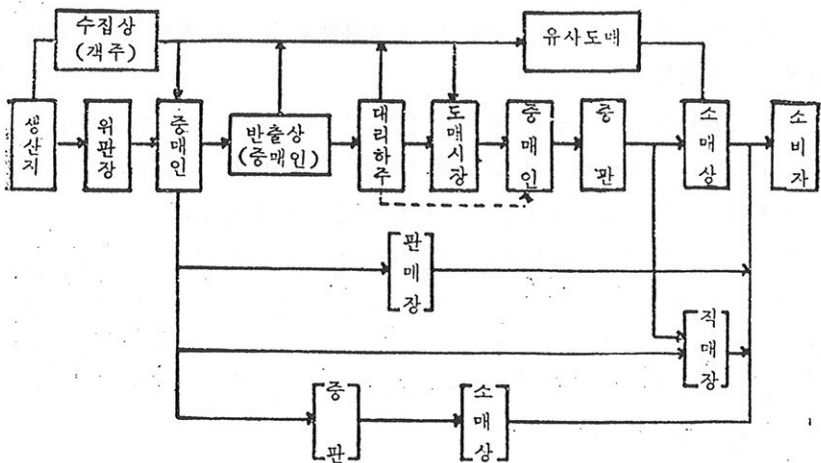 수집상
(객주)
유사도매
생산지
위판장
중매인
반출상
(중매인)
대리하주
도매시장
중매인
중판
소매상
소비자
판매장
직매장
중판
소매상